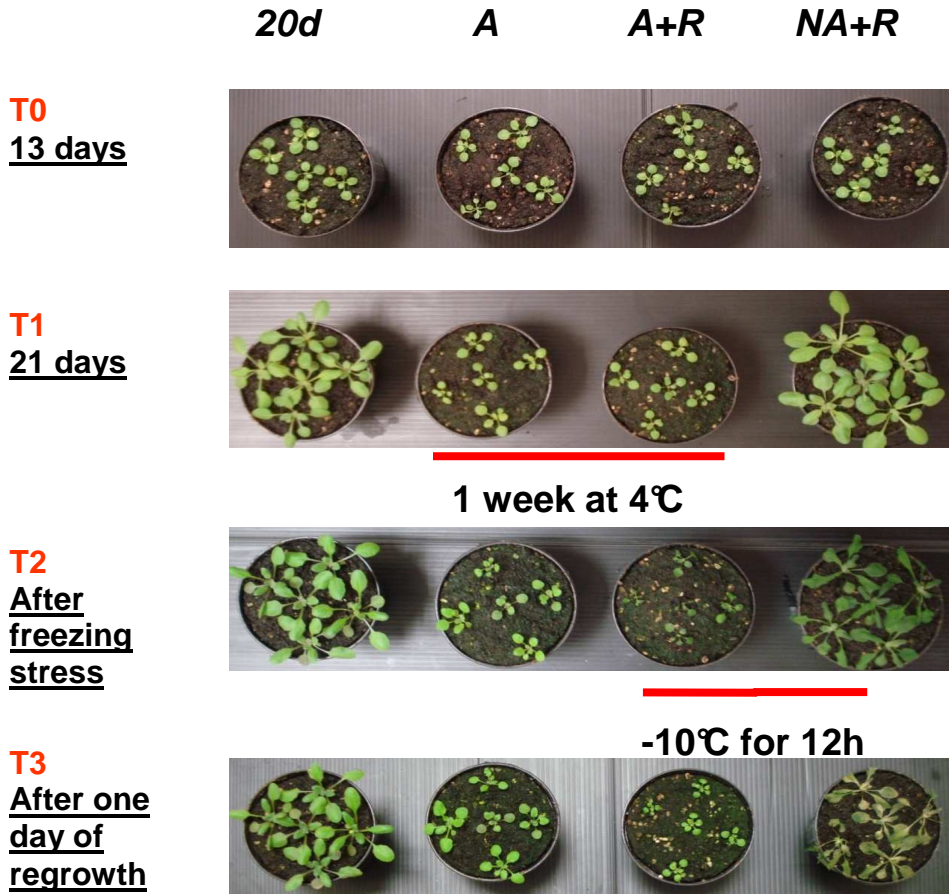 20d A A+R NA+R
T0
13 days
T1
21 days
1 week at 4°C
T2
After
freezing
stress
-10°C for 12h
T3
After one
day of
regrowth